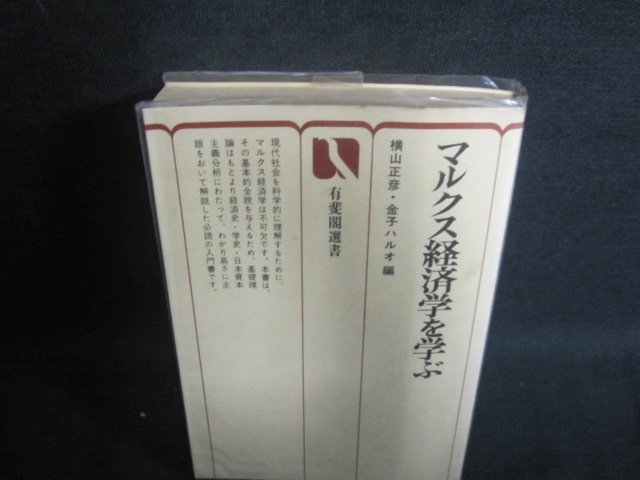 マルクス経済学を学ぶ
横山正彦・金子ハルオ 編
有斐閣選書
現代社会を科学的に理解するために、
マルクス経済学は不可欠です。本書は、
その基本的全貌を与えるため、基礎理
論はもとより経済史・学史・日本資本
主義分析にわたって、わかり易さに主
眼をおいて解説した必読の入門書です。